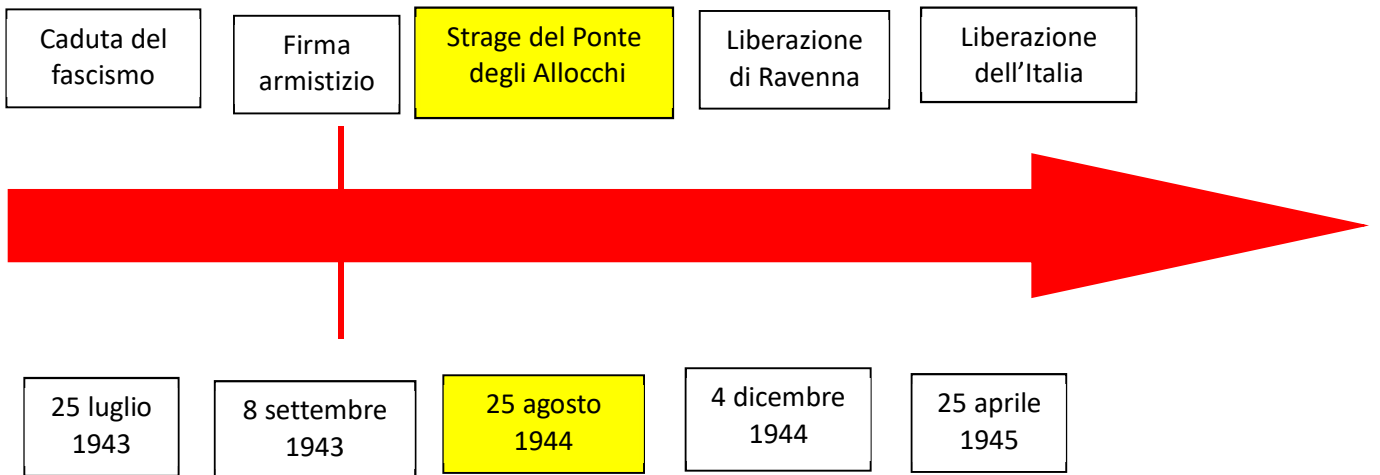 Caduta del
fascismo
Firma
armistizio
Strage del Ponte
degli Allocchi
Liberazione
di Ravenna
Liberazione
dell’Italia
25 luglio
1943
8 settembre
1943
25 agosto
1944
4 dicembre
1944
25 aprile
1945